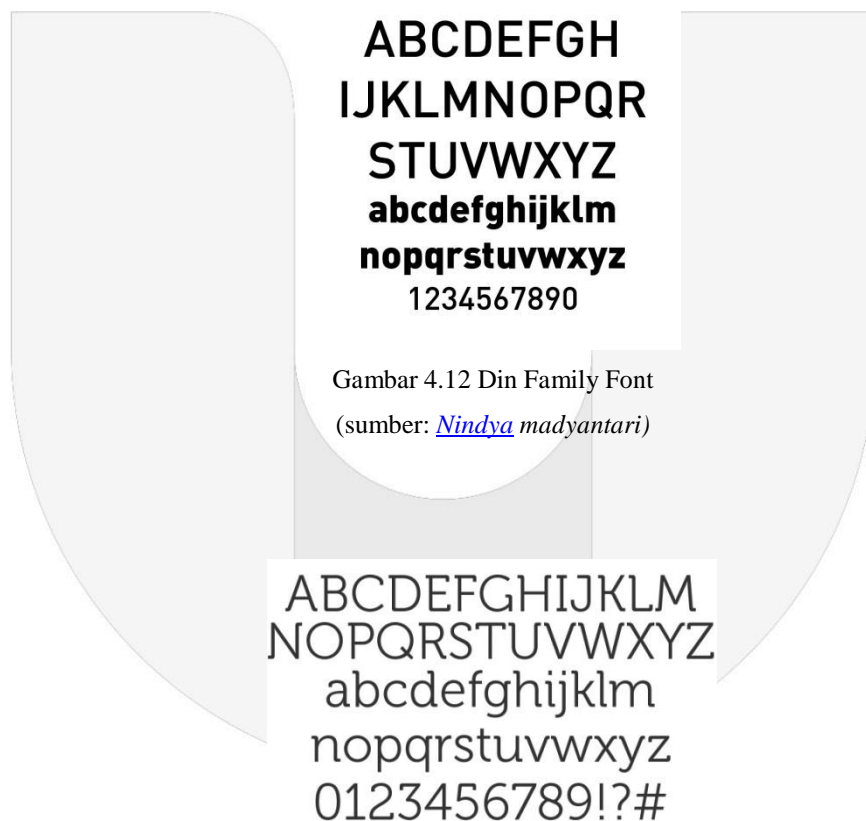 ABCDEFGH
IJKLMNOPQR
STUVWXYZ
abcdefghijklm
nopqrstuvwxyz
1234567890
Gambar 4.12 Din Family Font
(sumber: Nindya madyantari)
ABCDEFGHIJKLM
NOPQRSTUVWXYZ
abcdefghijklm
nopqrstuvwxyz
0123456789!?#